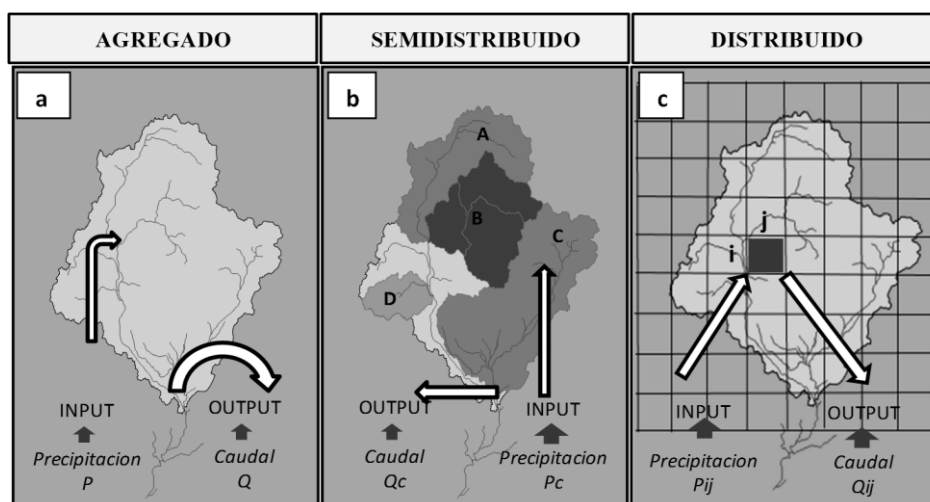 AGREGADO
SEMIDISTRIBUIDO
DISTRIBUIDO
a
INPUT
OUTPUT
Precipitacion
P
Caudal
Q
b
A
B
C
D
OUTPUT
INPUT
Caudal
Qc
Precipitacion
Pc
c
j
i
INPUT
OUTPUT
Precipitacion
Pij
Caudal
Qij